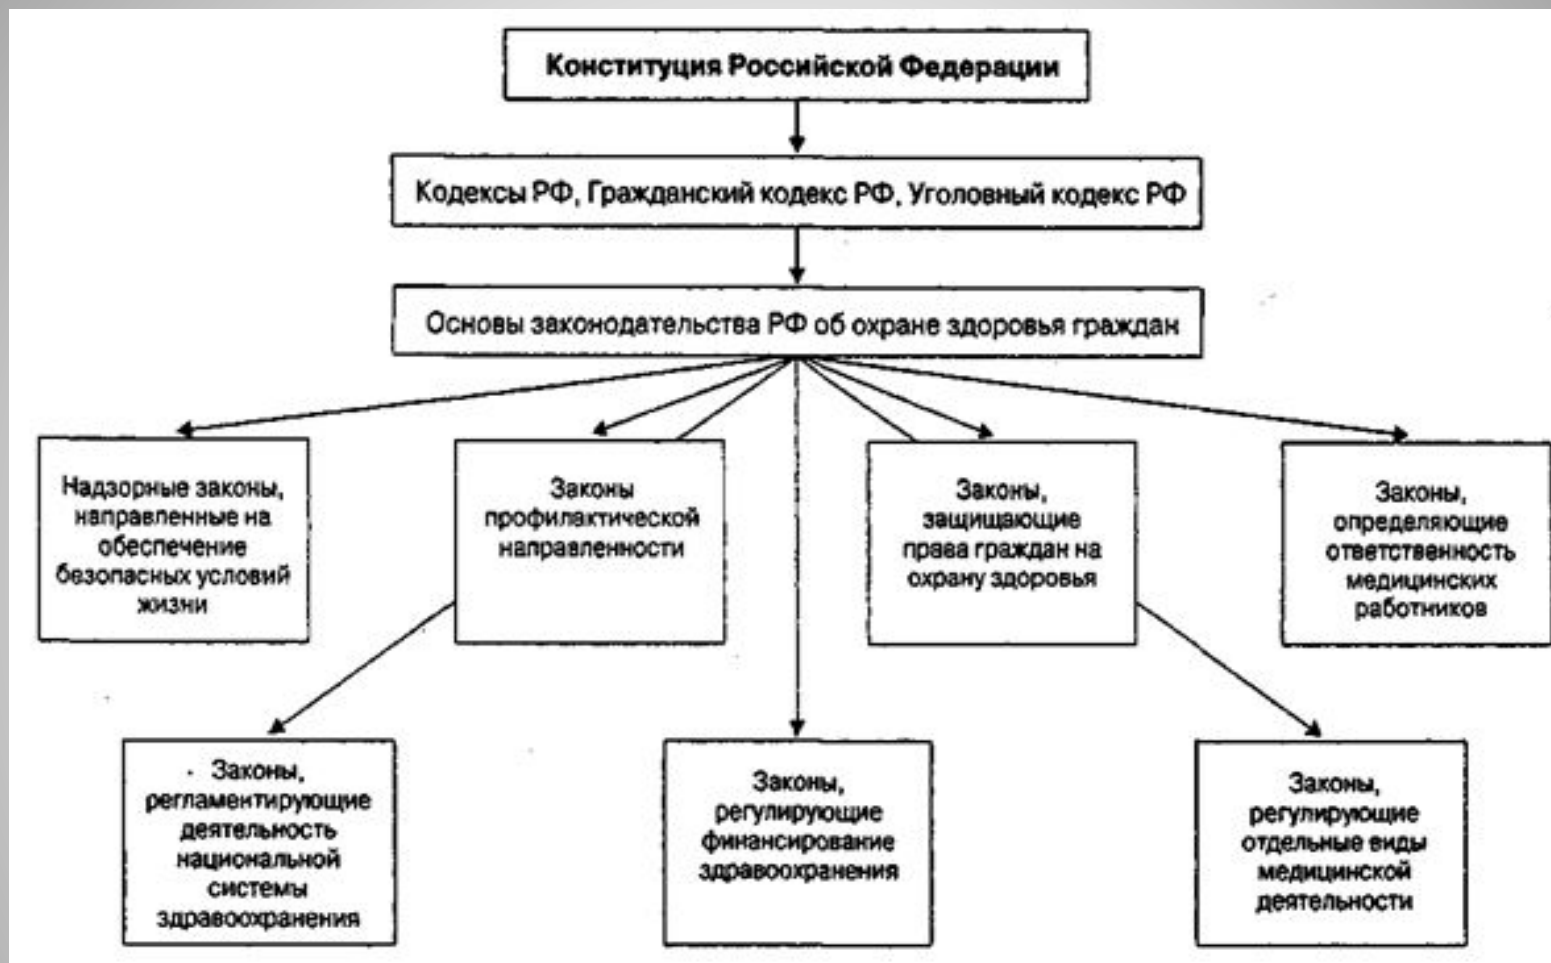 Конституция Российской Федерации
Кодексы РФ, Гражданский кодекс РФ, Уголовный кодекс РФ
Основы законодательства РФ об охране здоровья граждан
Надзорные законы,
направленные на
обеспечение
безопасных условий
жизни
Законы
профилактической
направленности
Законы,
защищающие
права граждан на
охрану здоровья
Законы,
определяющие
ответственность
медицинских
работников
Законы,
регламентирующие
деятельность
национальной
системы
здравоохранения
Законы,
регулирующие
финансирование
здравоохранения
Законы,
регулирующие
отдельные виды
медицинской
деятельности